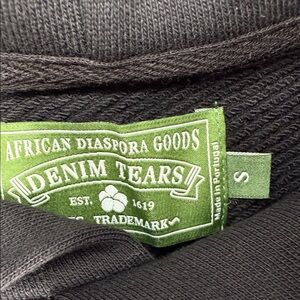 AFRICAN DIASPORA GOODS
DENIM TEARS
EST. 1619
TRADEMARK
Made in Portugal
S